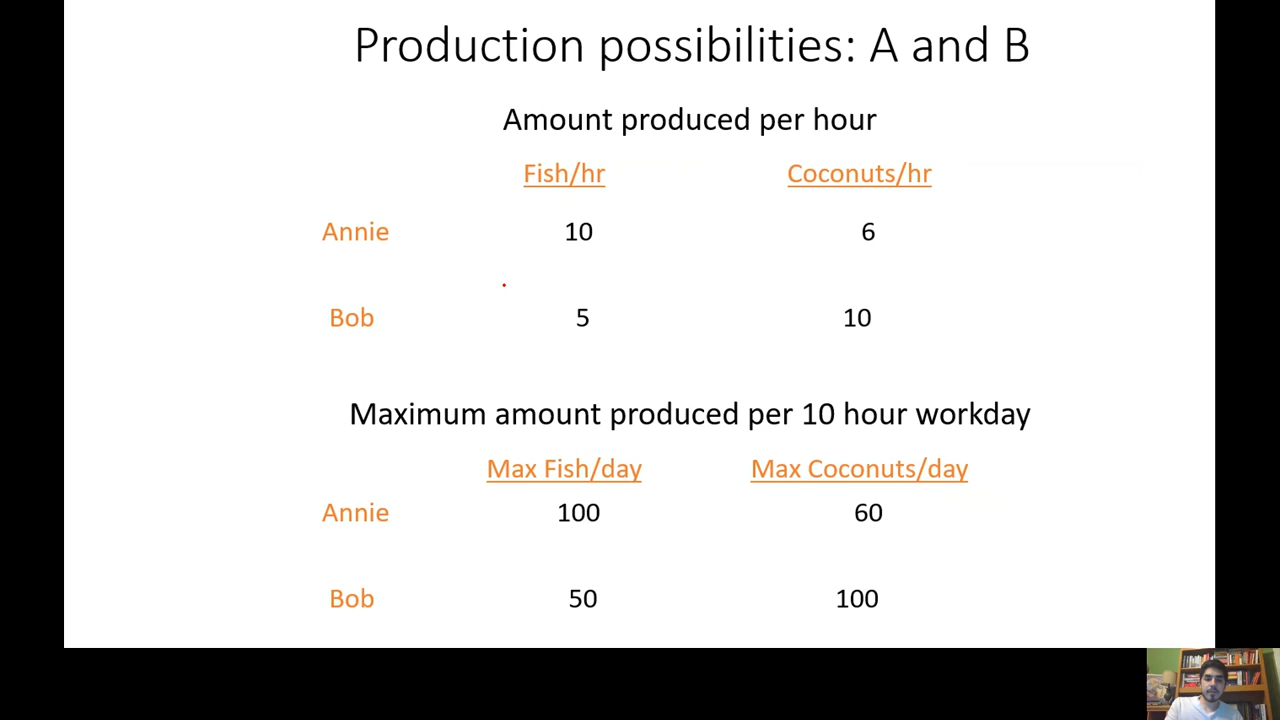 Production possibilities: A and B
Amount produced per hour
Fish/hr Coconuts/hr
Annie 10 6
Bob 5 10
Maximum amount produced per 10 hour workday
Max Fish/day Max Coconuts/day
Annie 100 60
Bob 50 100